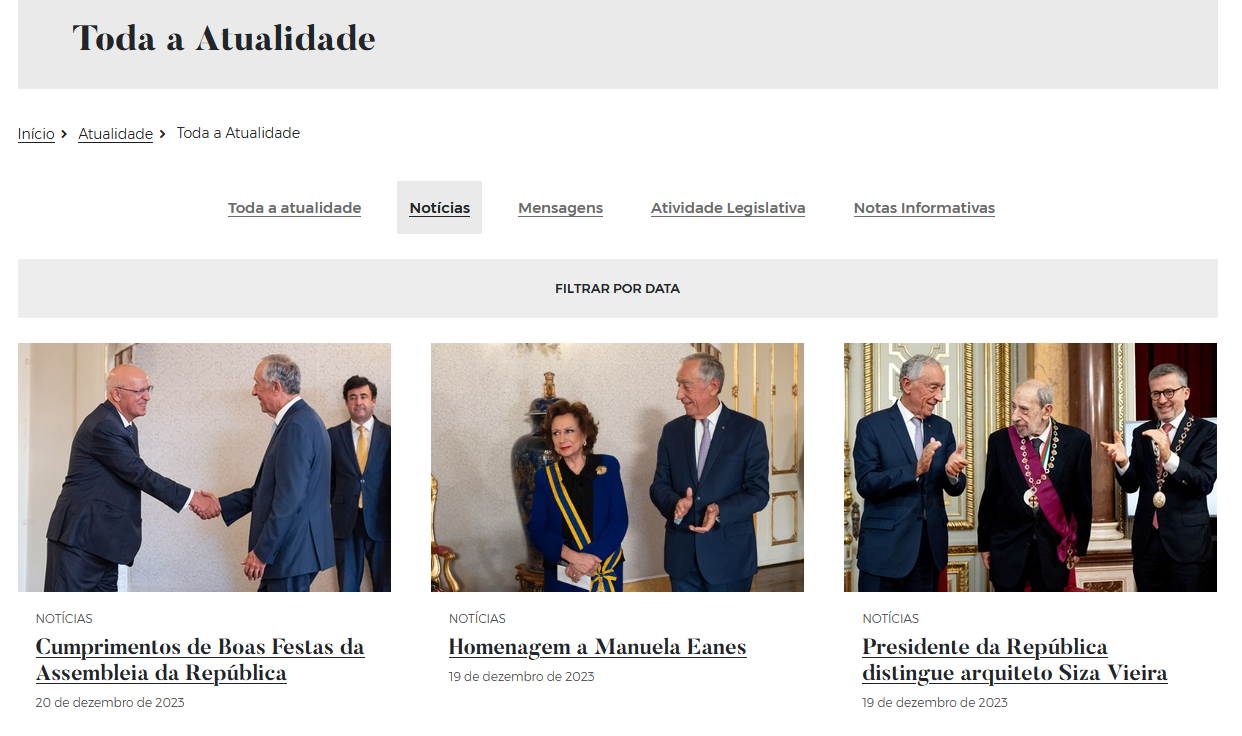 Toda a Atualidade
Início > Atualidade > Toda a Atualidade
Toda a atualidade Notícias Mensagens Atividade Legislativa Notas Informativas
FILTRAR POR DATA
NOTÍCIAS
Cumprimentos de Boas Festas da
Assembleia da República
20 de dezembro de 2023
NOTÍCIAS
Homenagem a Manuela Eanes
19 de dezembro de 2023
NOTÍCIAS
Presidente da República
distingue arquiteto Siza Vieira
19 de dezembro de 2023